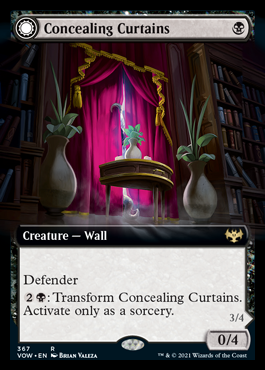 Concealing Curtains
Creature — Wall
Defender
2 : Transform Concealing Curtains.
Activate only as a sorcery.
3/4
0/4
367 R
VOW • EN BRIAN VALEZA
™ & © 2021 Wizards of the Coast